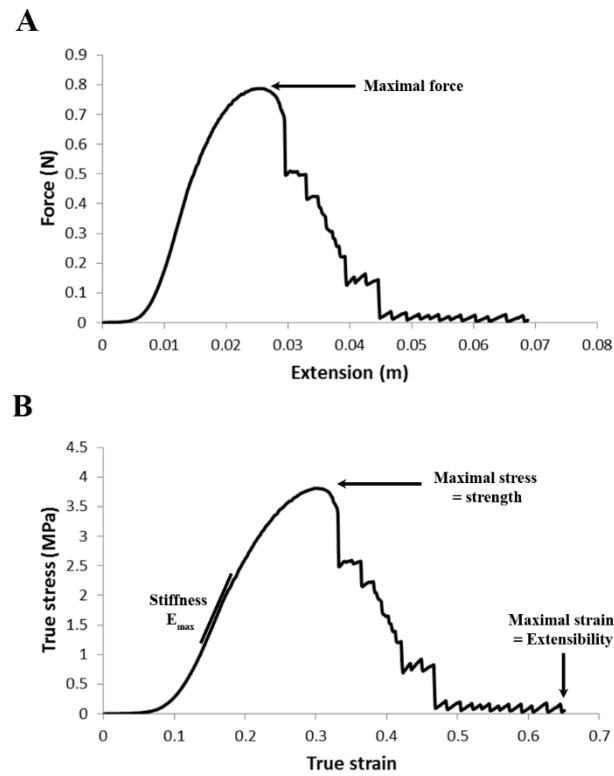 A
0.9
0.8
0.7
0.6
0.5
0.4
0.3
0.2
0.1
0
Force (N)
Maximal force
0 0.01 0.02 0.03 0.04 0.05 0.06 0.07 0.08
Extension (m)
B
4.5
4
3.5
3
2.5
2
1.5
1
0.5
0
True stress (MPa)
Maximal stress
= strength
Stiffness
Emax
Maximal strain
= Extensibility
0 0.1 0.2 0.3 0.4 0.5 0.6 0.7
True strain